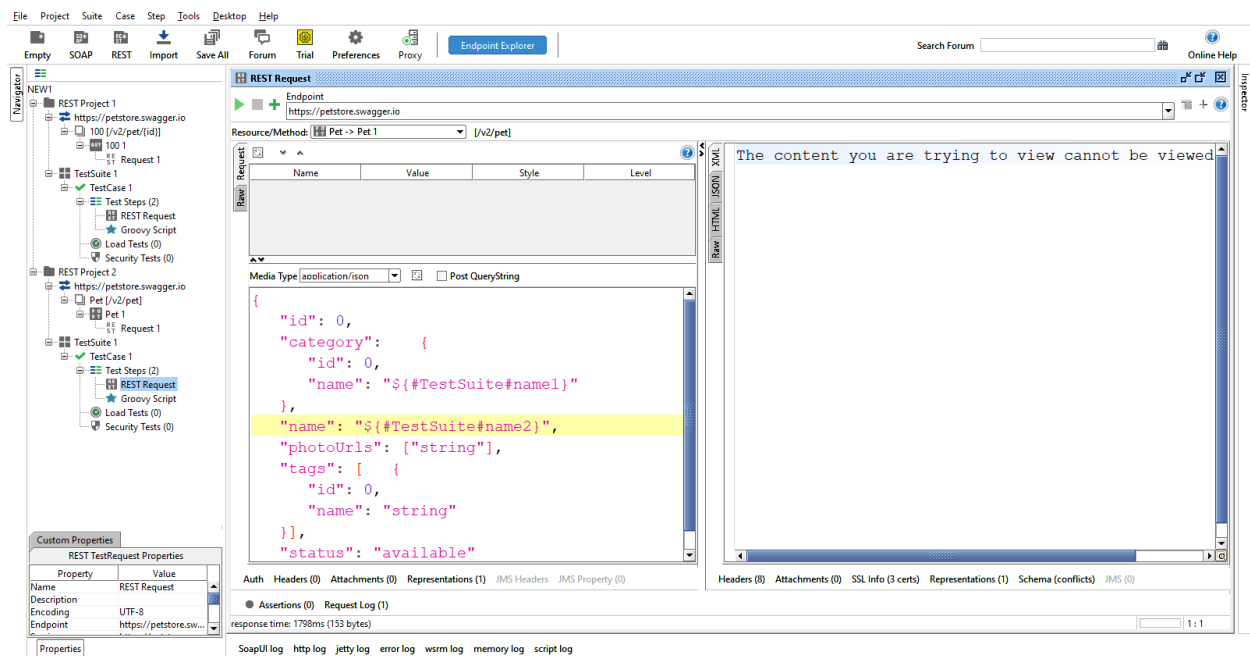 File Project Suite Case Step Tools Desktop Help
Empty SOAP REST Import Save All Forum Trial Preferences Proxy Endpoint Explorer Search Forum Online Help
Navigator
NEW1
REST Project 1
https://petstore.swagger.io
100 [/v2/pet/{id}]
GET 100 1
REST Request 1
TestSuite 1
TestCase 1
Test Steps (2)
REST Request
Groovy Script
Load Tests (0)
Security Tests (0)
REST Project 2
https://petstore.swagger.io
Pet [/v2/pet]
Pet 1
REST Request 1
TestSuite 1
TestCase 1
Test Steps (2)
REST Request
Groovy Script
Load Tests (0)
Security Tests (0)
Custom Properties
REST TestRequest Properties
Property Value
Name REST Request
Description
Encoding UTF-8
Endpoint https://petstore.sw...
Properties
REST Request
Endpoint
https://petstore.swagger.io
Resource/Method: Pet -> Pet 1 [/v2/pet]
Request
Raw
Name Value Style Level
Media Type application/json Post QueryString
{
"id": 0,
"category": {
"id": 0,
"name": "${#TestSuite#name1}"
},
"name": "${#TestSuite#name2}",
"photoUrls": ["string"],
"tags": [ {
"id": 0,
"name": "string"
}],
"status": "available"
Auth Headers (0) Attachments (0) Representations (1) JMS Headers JMS Property (0)
XML
JSON
HTML
Raw
The content you are trying to view cannot be viewed
Headers (8) Attachments (0) SSL Info (3 certs) Representations (1) Schema (conflicts) JMS (0)
Assertions (0) Request Log (1)
response time: 1798ms (153 bytes)
1 : 1
Inspector
SoapUI log http log jetty log error log wsrm log memory log script log